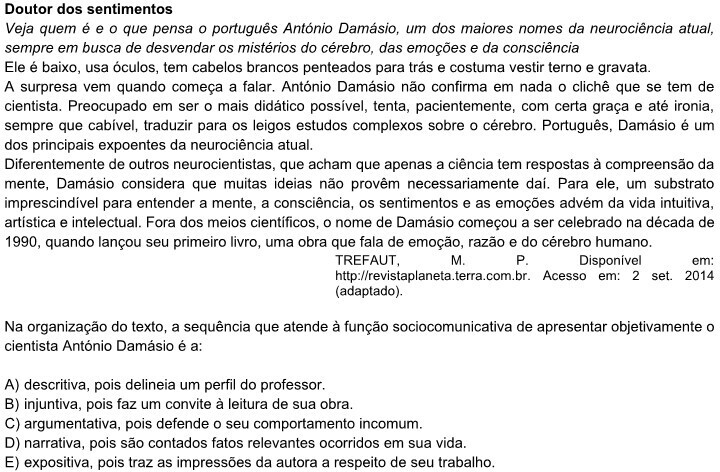 Doutor dos sentimentos
Veja quem é e o que pensa o português António Damásio, um dos maiores nomes da neurociência atual,
sempre em busca de desvendar os mistérios do cérebro, das emoções e da consciência
Ele é baixo, usa óculos, tem cabelos brancos penteados para trás e costuma vestir terno e gravata.
A surpresa vem quando começa a falar. António Damásio não confirma em nada o clichê que se tem de
cientista. Preocupado em ser o mais didático possível, tenta, pacientemente, com certa graça e até ironia,
sempre que cabível, traduzir para os leigos estudos complexos sobre o cérebro. Português, Damásio é um
dos principais expoentes da neurociência atual.
Diferentemente de outros neurocientistas, que acham que apenas a ciência tem respostas à compreensão da
mente, Damásio considera que muitas ideias não provêm necessariamente daí. Para ele, um substrato
imprescindível para entender a mente, a consciência, os sentimentos e as emoções advém da vida intuitiva,
artística e intelectual. Fora dos meios científicos, o nome de Damásio começou a ser celebrado na década de
1990, quando lançou seu primeiro livro, uma obra que fala de emoção, razão e do cérebro humano.
TREFAUT, M. P. Disponível em:
http://revistaplaneta.terra.com.br. Acesso em: 2 set. 2014
(adaptado).
Na organização do texto, a sequência que atende à função sociocomunicativa de apresentar objetivamente o
cientista António Damásio é a:
A) descritiva, pois delineia um perfil do professor.
B) injuntiva, pois faz um convite à leitura de sua obra.
C) argumentativa, pois defende o seu comportamento incomum.
D) narrativa, pois são contados fatos relevantes ocorridos em sua vida.
E) expositiva, pois traz as impressões da autora a respeito de seu trabalho.